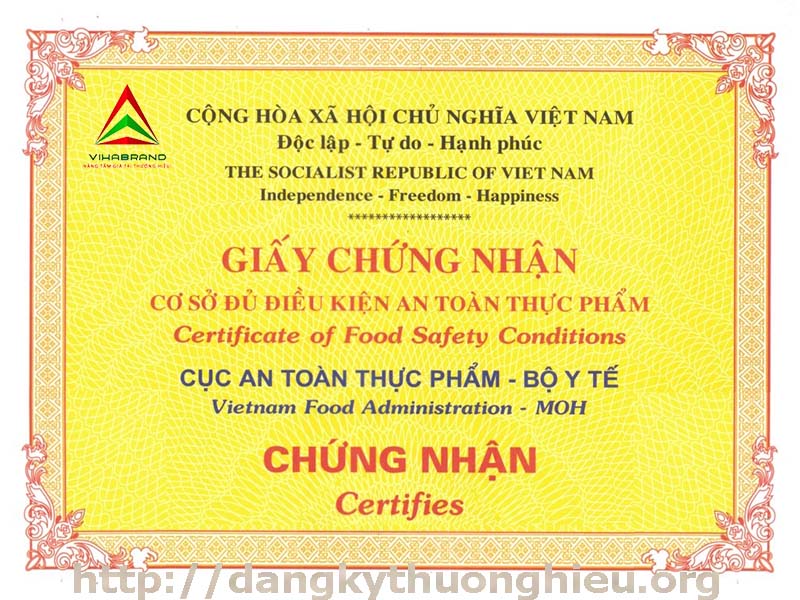 VIHABRAND
NÂNG TẦM GIÁ TRỊ THƯƠNG HIỆU
CỘNG HÒA XÃ HỘI CHỦ NGHĨA VIỆT NAM
Độc lập - Tự do - Hạnh phúc
THE SOCIALIST REPUBLIC OF VIET NAM
Independence - Freedom - Happiness
******************
GIẤY CHỨNG NHẬN
CƠ SỞ ĐỦ ĐIỀU KIỆN AN TOÀN THỰC PHẨM
Certificate of Food Safety Conditions
CỤC AN TOÀN THỰC PHẨM - BỘ Y TẾ
Vietnam Food Administration - MOH
CHỨNG NHẬN
Certifies
http://dangkythuonghieu.org